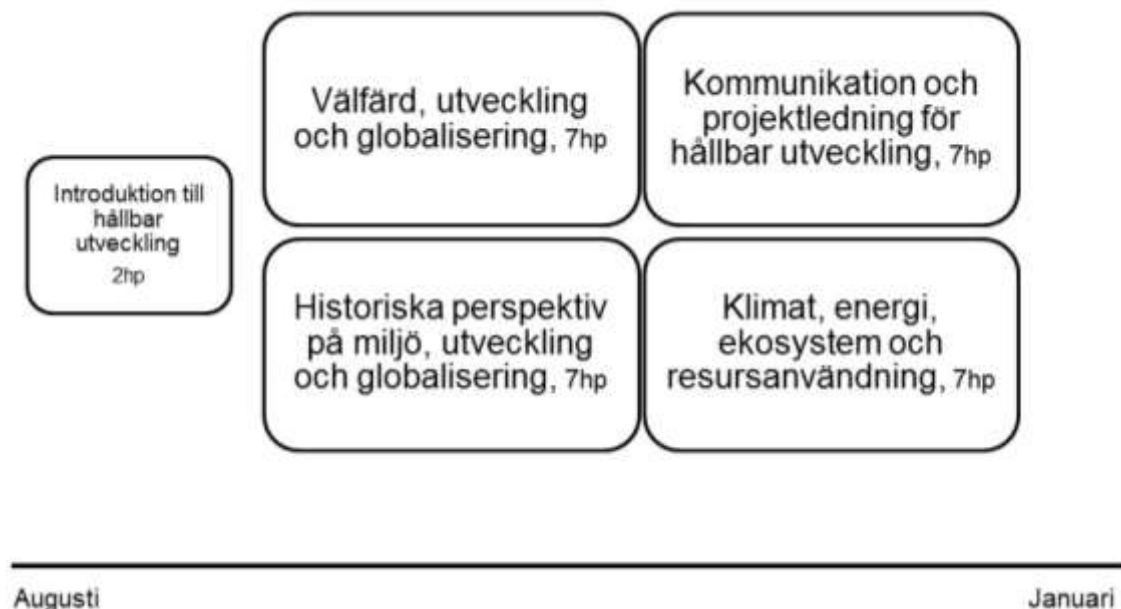 Introduktion till
hållbar
utveckling
2hp
Välfärd, utveckling
och globalisering, 7hp
Kommunikation och
projektledning för
hållbar utveckling, 7hp
Historiska perspektiv
på miljö, utveckling
och globalisering, 7hp
Klimat, energi,
ekosystem och
resursanvändning, 7hp
Augusti
Januari